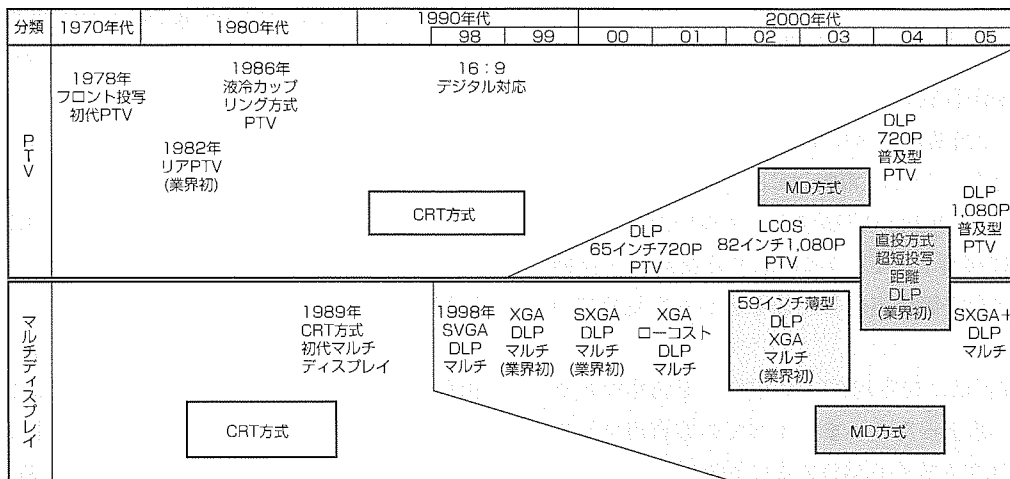 分類
1970年代
1980年代
1990年代
2000年代
98
99
00
01
02
03
04
05
PTV
1978年
フロント投写
初代PTV
1982年
リアPTV
(業界初)
1986年
液冷カップ
リング方式
PTV
16:9
デジタル対応
CRT方式
DLP
65インチ720P
PTV
LCOS
82インチ1,080P
PTV
MD方式
DLP
720P
普及型
PTV
DLP
1,080P
普及型
PTV
直投方式
超短投写
距離
DLP
(業界初)
マルチディスプレイ
1989年
CRT方式
初代マルチ
ディスプレイ
CRT方式
1998年
SVGA
DLP
マルチ
XGA
DLP
マルチ
(業界初)
SXGA
DLP
マルチ
(業界初)
XGA
ローコスト
DLP
マルチ
59インチ薄型
DLP
XGA
マルチ
(業界初)
MD方式
SXGA+
DLP
マルチ